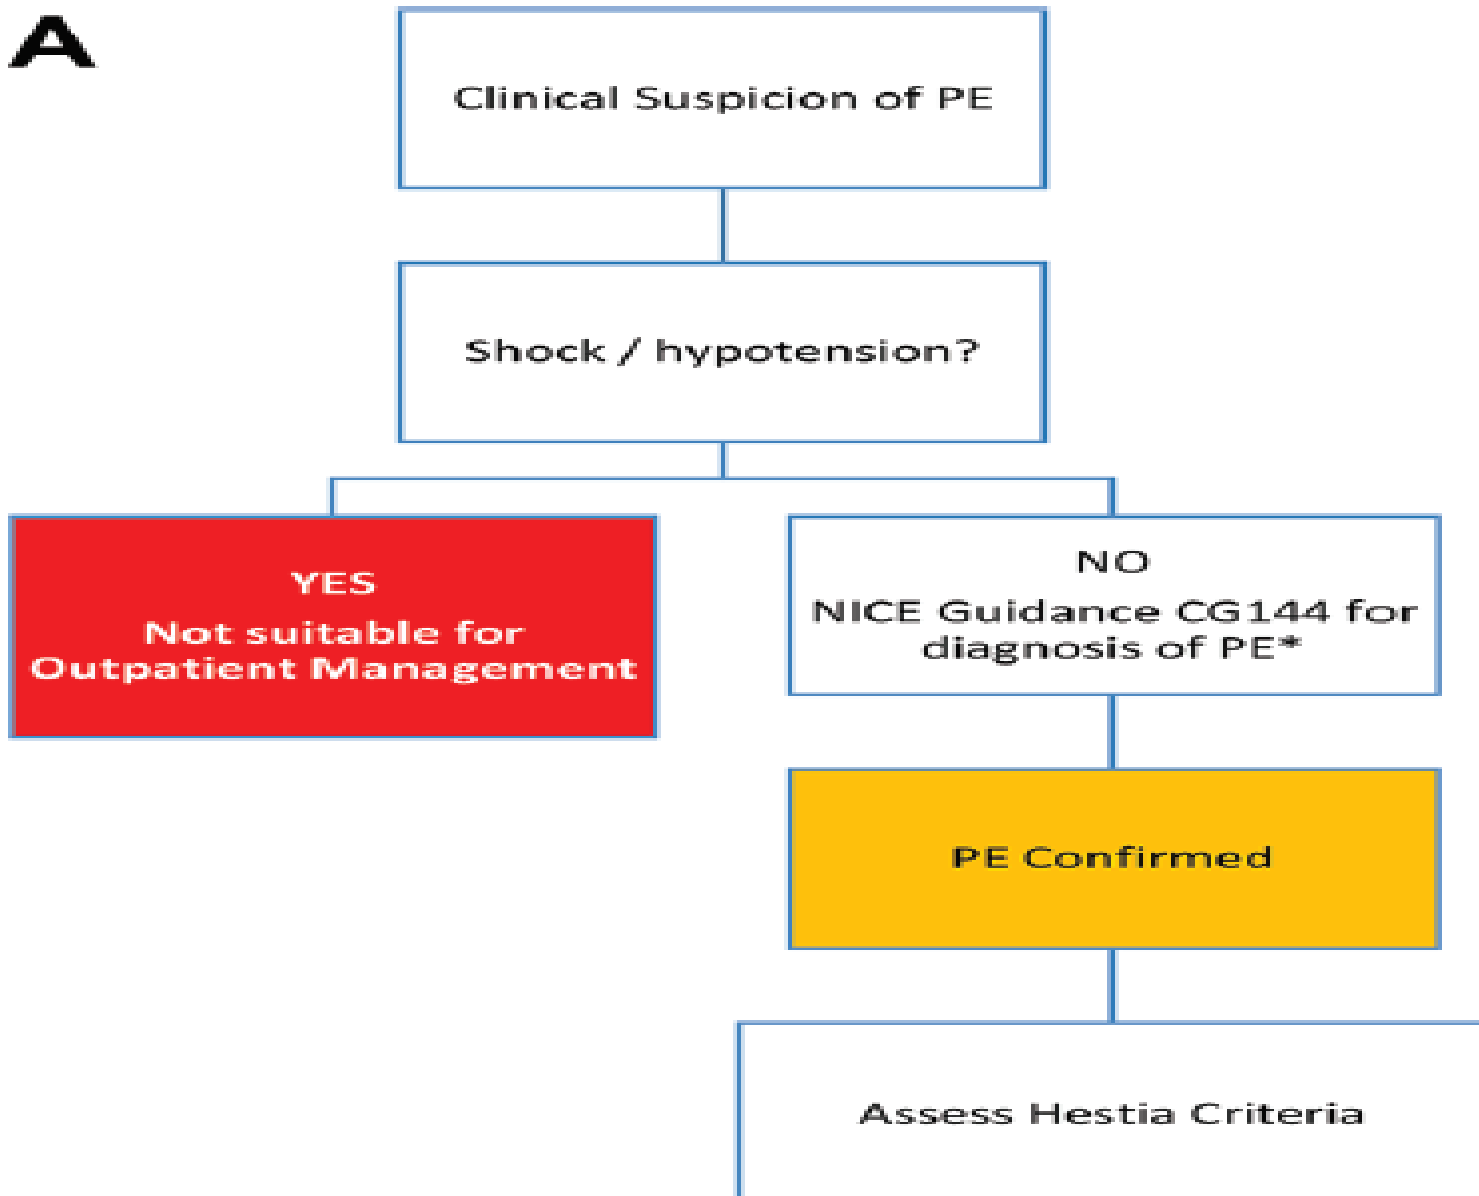 A
Clinical Suspicion of PE
Shock / hypotension?
YES
Not suitable for
Outpatient Management
NO
NICE Guidance CG144 for
diagnosis of PE*
PE Confirmed
Assess Hestia Criteria